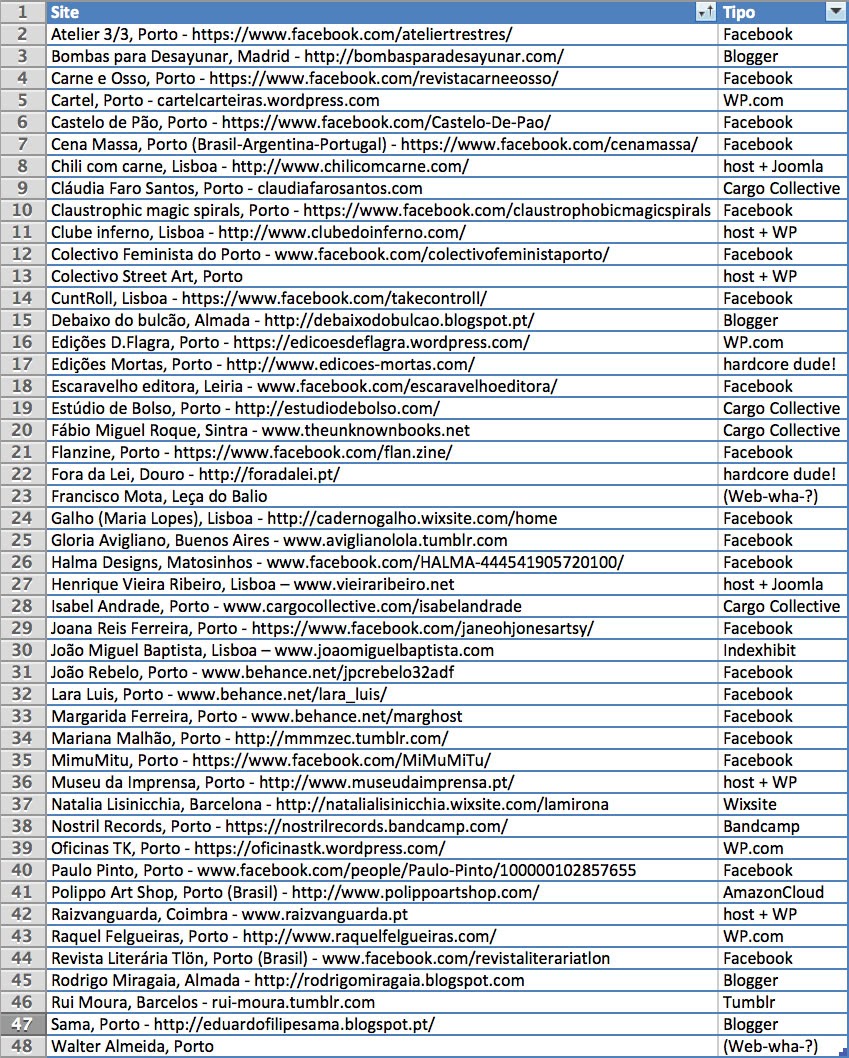 1 Site Tipo
2 Atelier 3/3, Porto - https://www.facebook.com/ateliertrestres/ Facebook
3 Bombas para Desayunar, Madrid - http://bombasparadesayunar.com/ Blogger
4 Carne e Osso, Porto - https://www.facebook.com/revistacarneeosso/ Facebook
5 Cartel, Porto - cartelcarteiras.wordpress.com WP.com
6 Castelo de Pão, Porto - https://www.facebook.com/Castelo-De-Pao/ Facebook
7 Cena Massa, Porto (Brasil-Argentina-Portugal) - https://www.facebook.com/cenamassa/ Facebook
8 Chili com carne, Lisboa - http://www.chilicomcarne.com/ host + Joomla
9 Cláudia Faro Santos, Porto - claudiafarosantos.com Cargo Collective
10 Claustrophic magic spirals, Porto - https://www.facebook.com/claustrophobicmagicspirals Facebook
11 Clube inferno, Lisboa - http://www.clubedoinferno.com/ host + WP
12 Colectivo Feminista do Porto - www.facebook.com/colectivofeministaporto/ Facebook
13 Colectivo Street Art, Porto host + WP
14 CuntRoll, Lisboa - https://www.facebook.com/takecontroll/ Facebook
15 Debaixo do bulcão, Almada - http://debaixodobulcao.blogspot.pt/ Blogger
16 Edições D.Flagra, Porto - https://edicoesdeflagra.wordpress.com/ WP.com
17 Edições Mortas, Porto - http://www.edicoes-mortas.com/ hardcore dude!
18 Escaravelho editora, Leiria - www.facebook.com/escaravelhoeditora/ Facebook
19 Estúdio de Bolso, Porto - http://estudiodebolso.com/ Cargo Collective
20 Fábio Miguel Roque, Sintra - www.theunknownbooks.net Cargo Collective
21 Flanzine, Porto - https://www.facebook.com/flan.zine/ Facebook
22 Fora da Lei, Douro - http://foradalei.pt/ hardcore dude!
23 Francisco Mota, Leça do Balio (Web-wha-?)
24 Galho (Maria Lopes), Lisboa - http://cadernogalho.wixsite.com/home Facebook
25 Gloria Avigliano, Buenos Aires - www.aviglianolola.tumblr.com Facebook
26 Halma Designs, Matosinhos - www.facebook.com/HALMA-444541905720100/ Facebook
27 Henrique Vieira Ribeiro, Lisboa – www.vieiraribeiro.net host + Joomla
28 Isabel Andrade, Porto - www.cargocollective.com/isabelandrade Cargo Collective
29 Joana Reis Ferreira, Porto - https://www.facebook.com/janeohjonesartsy/ Facebook
30 João Miguel Baptista, Lisboa – www.joaomiguelbaptista.com Indexhibit
31 João Rebelo, Porto - www.behance.net/jpcrebelo32adf Facebook
32 Lara Luis, Porto - www.behance.net/lara_luis/ Facebook
33 Margarida Ferreira, Porto - www.behance.net/marghost Facebook
34 Mariana Malhão, Porto - http://mmmzec.tumblr.com/ Facebook
35 MimuMitu, Porto - https://www.facebook.com/MiMuMiTu/ Facebook
36 Museu da Imprensa, Porto - http://www.museudaimprensa.pt/ host + WP
37 Natalia Lisinicchia, Barcelona - http://natalialisinicchia.wixsite.com/lamirona Wixsite
38 Nostril Records, Porto - https://nostrilrecords.bandcamp.com/ Bandcamp
39 Oficinas TK, Porto - https://oficinastk.wordpress.com/ WP.com
40 Paulo Pinto, Porto - www.facebook.com/people/Paulo-Pinto/100000102857655 Facebook
41 Polippo Art Shop, Porto (Brasil) - http://www.polippoartshop.com/ AmazonCloud
42 Raizvanguarda, Coimbra - www.raizvanguarda.pt host + WP
43 Raquel Felgueiras, Porto - http://www.raquelfelgueiras.com/ WP.com
44 Revista Literária Tlön, Porto (Brasil) - www.facebook.com/revistaliterariatlon Facebook
45 Rodrigo Miragaia, Almada - http://rodrigomiragaia.blogspot.com Blogger
46 Rui Moura, Barcelos - rui-moura.tumblr.com Tumblr
47 Sama, Porto - http://eduardofilipesama.blogspot.pt/ Blogger
48 Walter Almeida, Porto (Web-wha-?)